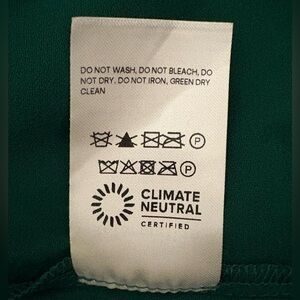 DO NOT WASH, DO NOT BLEACH, DO
NOT DRY, DO NOT IRON, GREEN DRY
CLEAN
P
P
CLIMATE
NEUTRAL
CERTIFIED